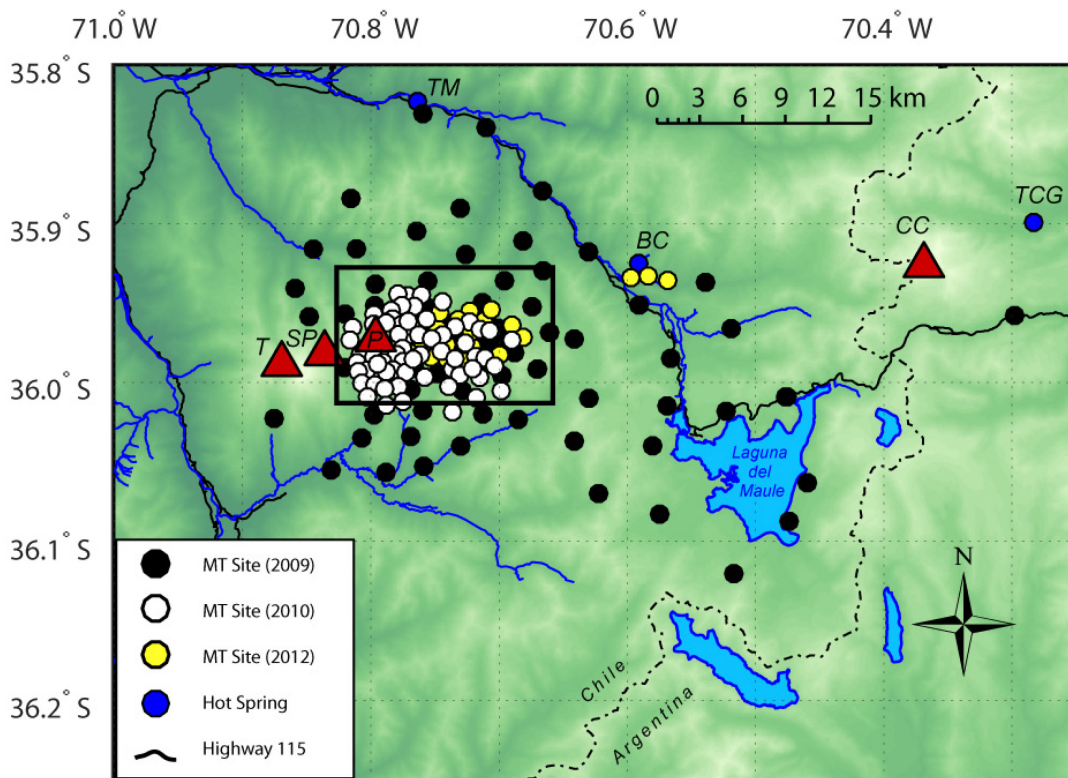 71.0° W 70.8° W 70.6° W 70.4° W
35.8° S
35.9° S
36.0° S
36.1° S
36.2° S
TM
0 3 6 9 12 15 km
TCG
CC
BC
T SP P
Laguna
del
Maule
N
Chile
Argentina
MT Site (2009)
MT Site (2010)
MT Site (2012)
Hot Spring
Highway 115